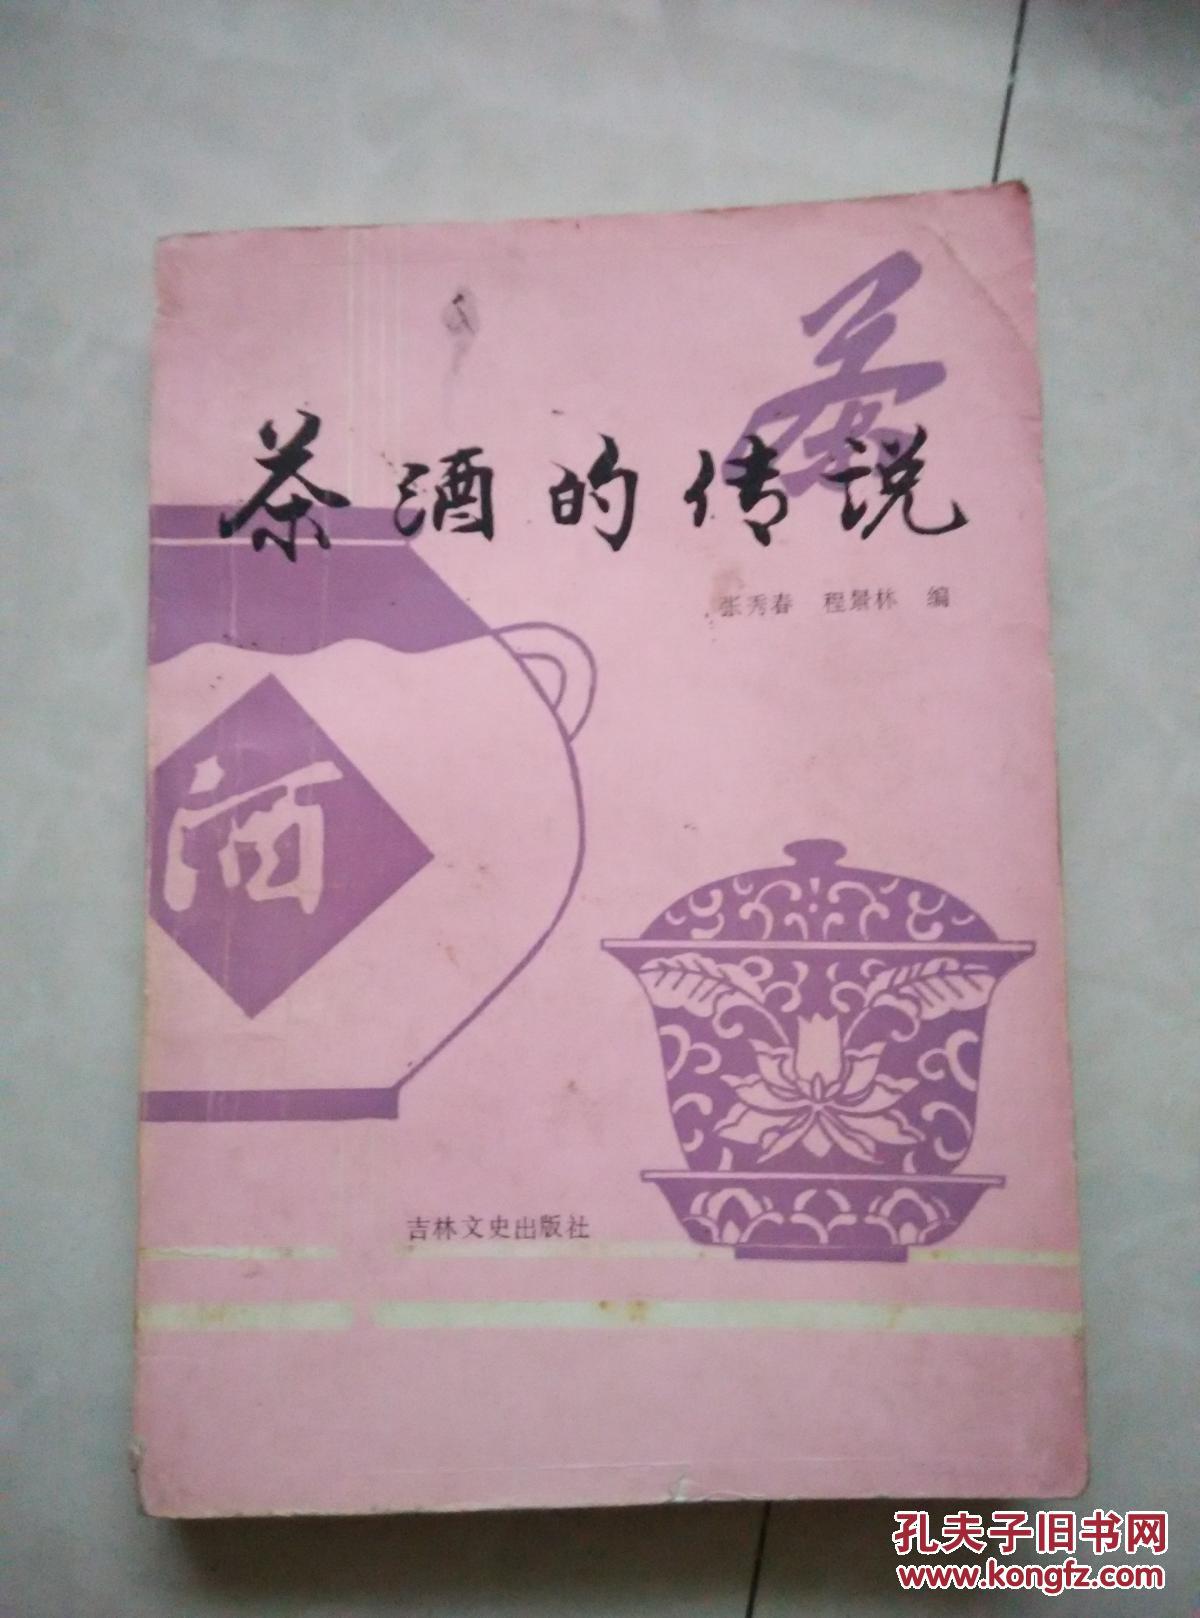 茶
茶酒的传说
张秀春 程景林 编
酒
吉林文史出版社
孔夫子旧书网
www.kongfz.com